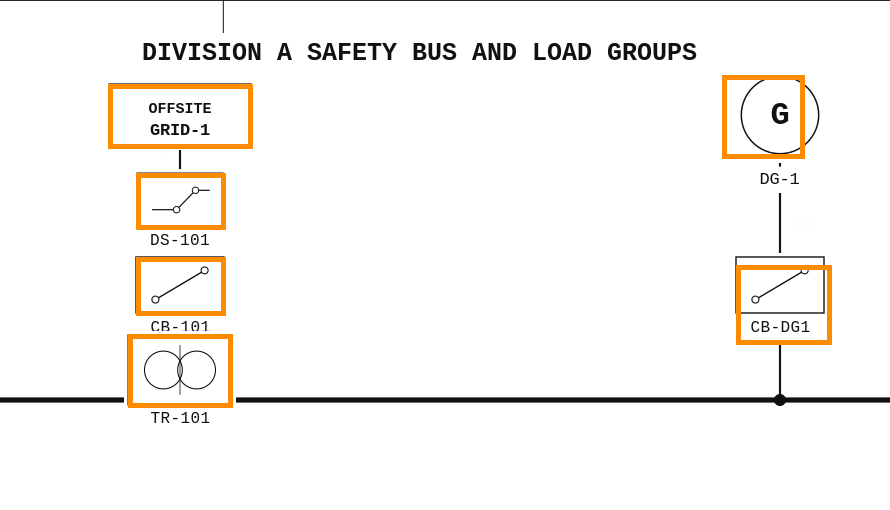 DIVISION A SAFETY BUS AND LOAD GROUPS
OFFSITE
GRID-1
G
DG-1
DS-101
CB-101
CB-DG1
TR-101